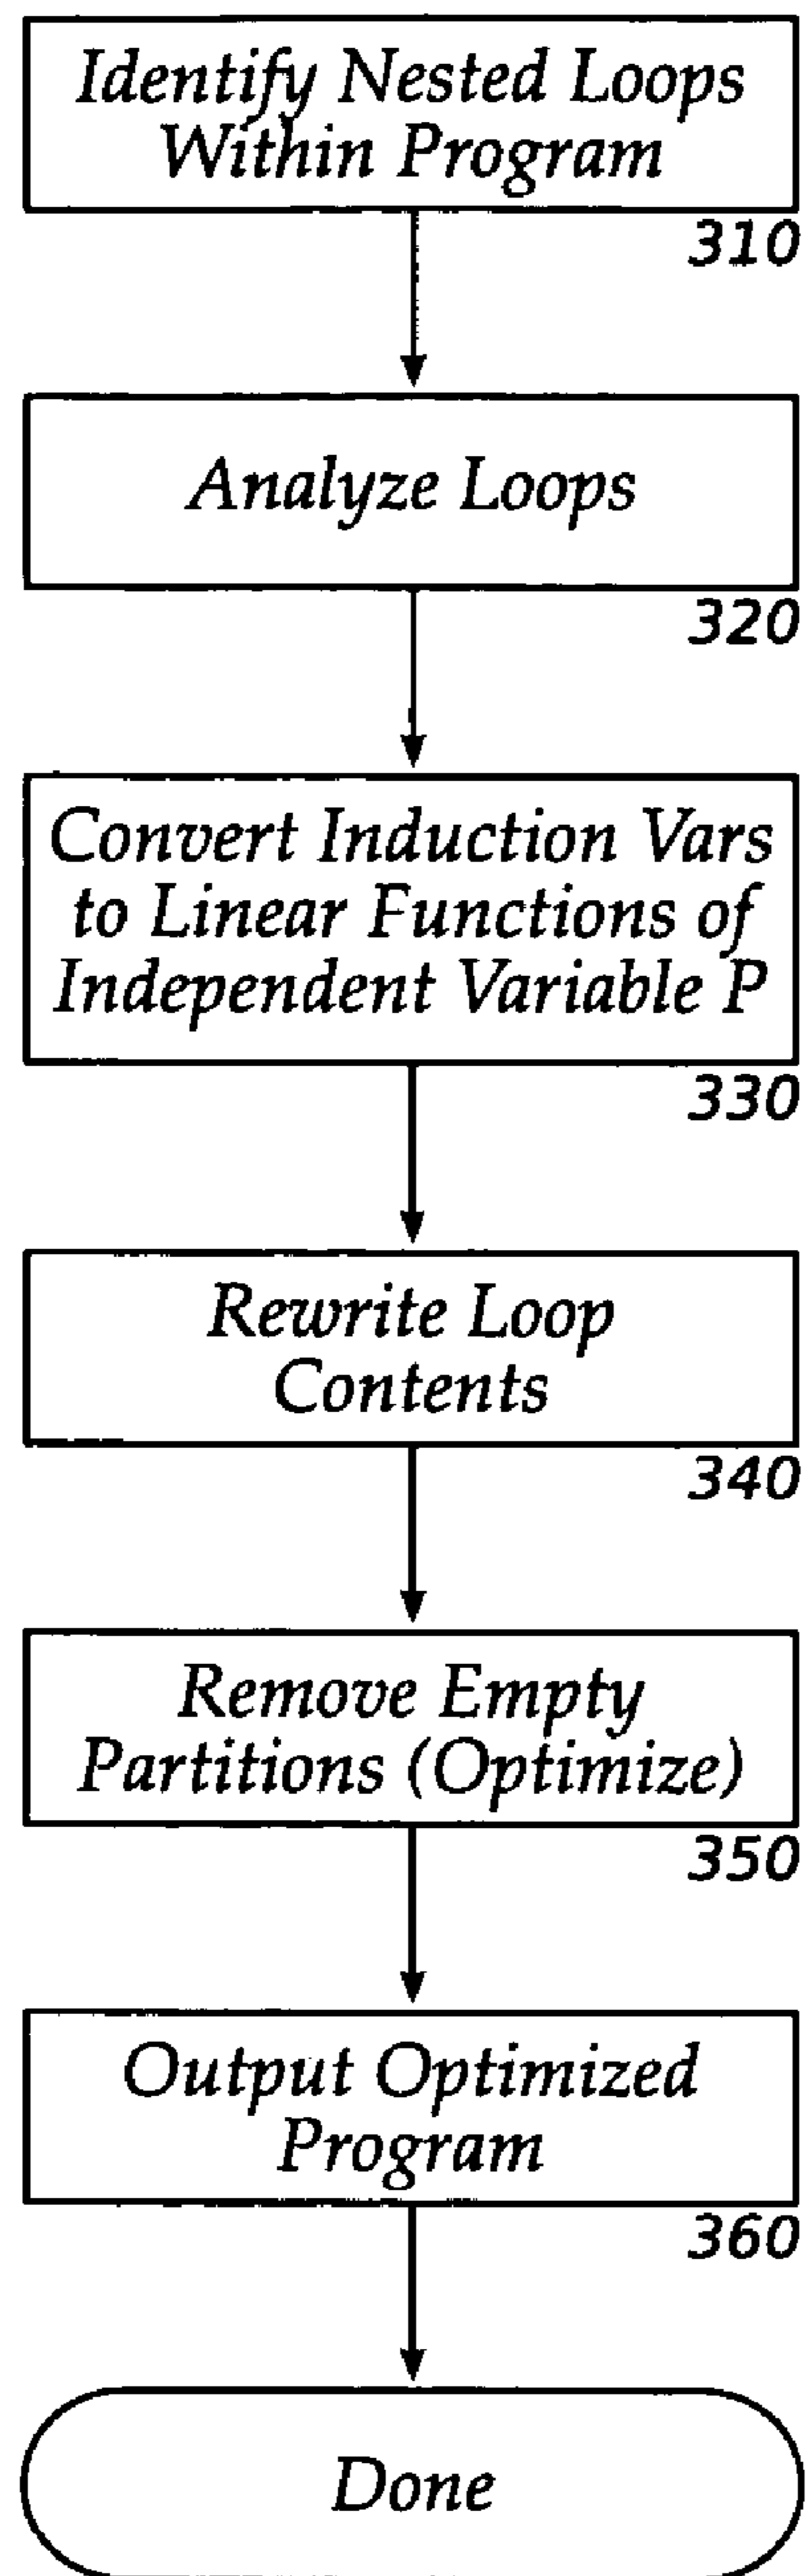 Identify Nested Loops
Within Program
310
Analyze Loops
320
Convert Induction Vars
to Linear Functions of
Independent Variable P
330
Rewrite Loop
Contents
340
Remove Empty
Partitions (Optimize)
350
Output Optimized
Program
360
Done